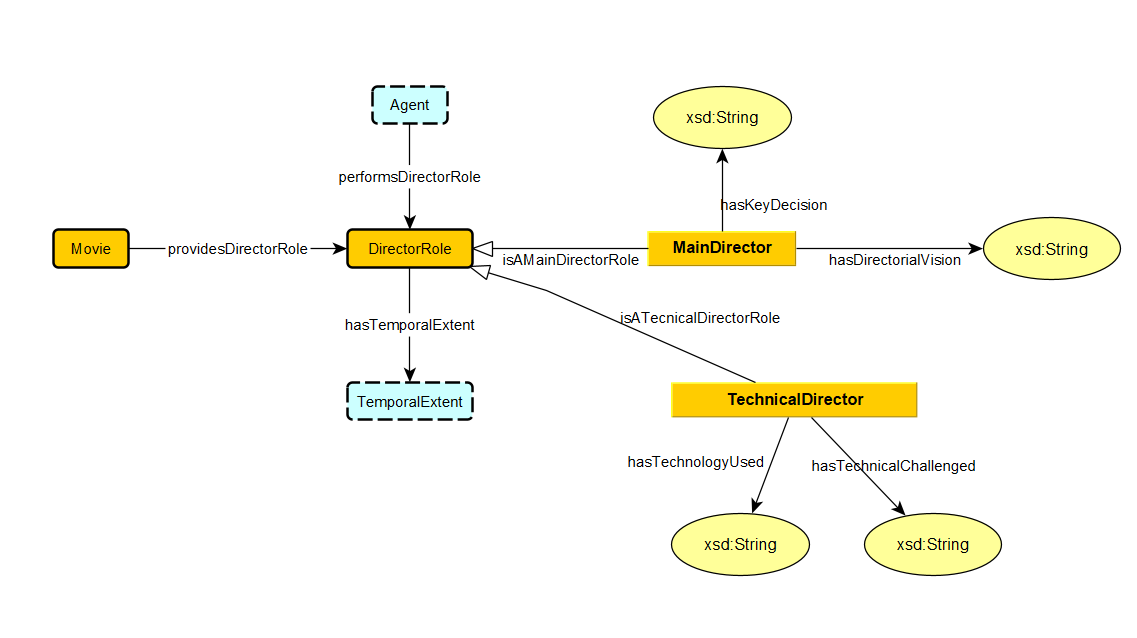 Agent
xsd:String
performsDirectorRole
hasKeyDecision
Movie
providesDirectorRole
DirectorRole
MainDirector
xsd:String
isAMainDirectorRole
hasDirectorialVision
isATecnicalDirectorRole
hasTemporalExtent
TemporalExtent
TechnicalDirector
hasTechnologyUsed
hasTechnicalChallenged
xsd:String
xsd:String